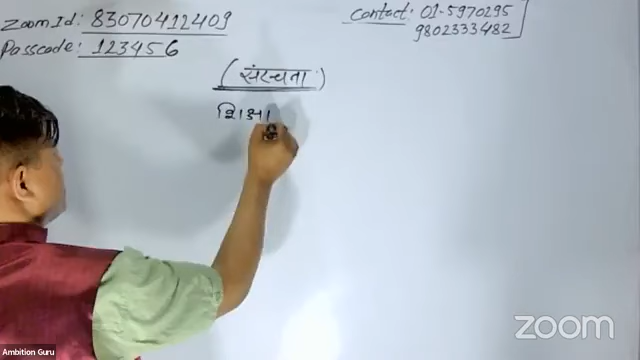 Zoom Id: 83070412409
Passcode: 123456
Contact: 01-5970295
9802333482
(संरचना)
शिक्षा
zoom
Ambition Guru